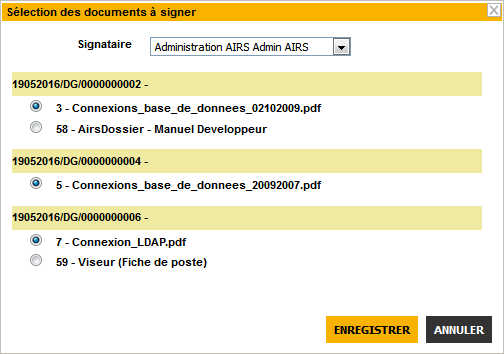 Sélection des documents à signer
Signataire Administration AIRS Admin AIRS
19052016/DG/0000000002 -
3 - Connexions_base_de_donnees_02102009.pdf
58 - AirsDossier - Manuel Developpeur
19052016/DG/0000000004 -
5 - Connexions_base_de_donnees_20092007.pdf
19052016/DG/0000000006 -
7 - Connexion_LDAP.pdf
59 - Viseur (Fiche de poste)
ENREGISTRER ANNULER